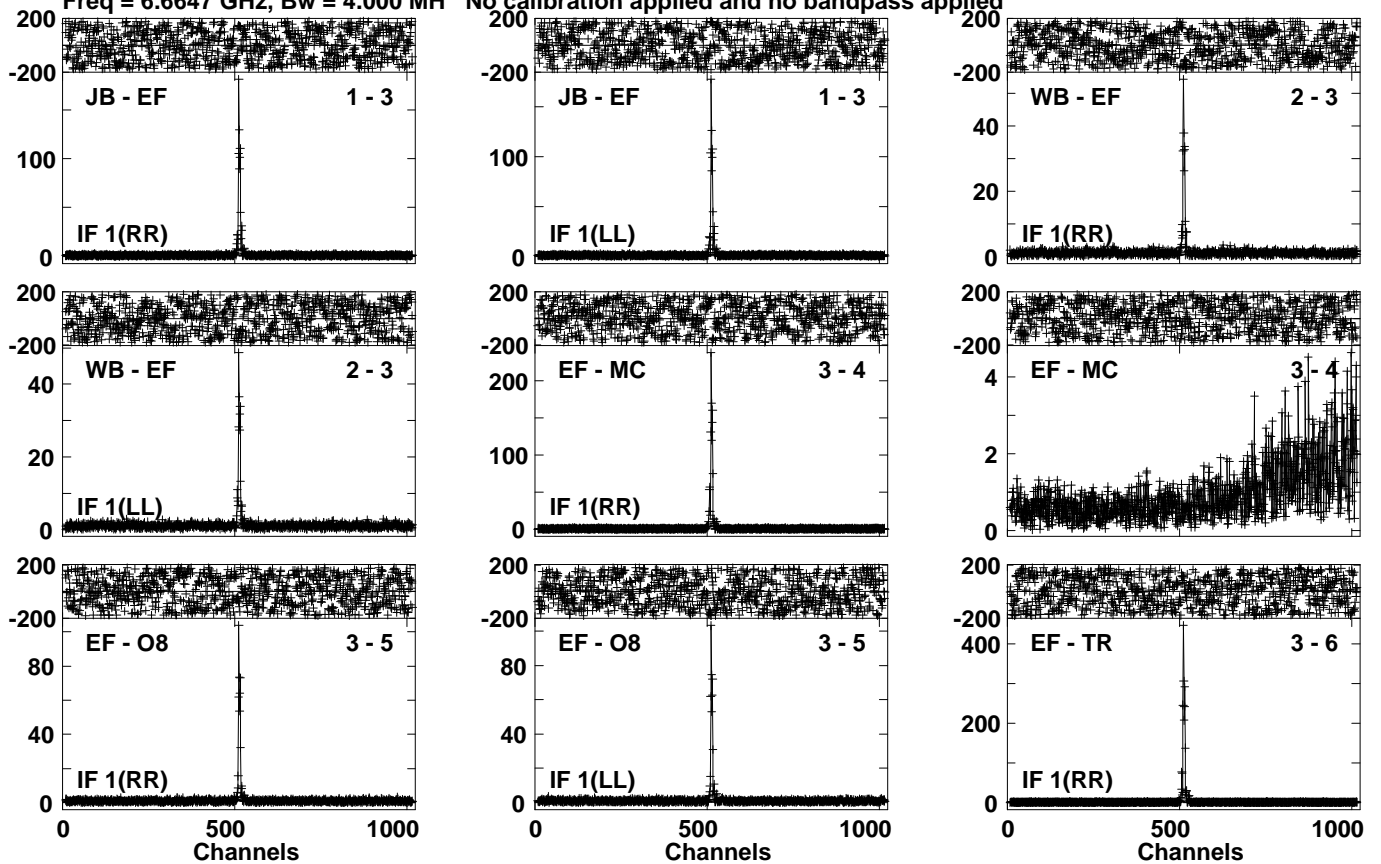 Freq = 6.6647 GHz, Bw = 4.000 MH No calibration applied and no bandpass applied
200 200 200
-200 -200 -200
JB - EF 1 - 3 JB - EF 1 - 3 WB - EF 2 - 3
100 100 40
20
IF 1(RR) IF 1(LL) IF 1(RR)
0 0 0
200 200 200
-200 -200 -200
WB - EF 2 - 3 EF - MC 3 - 4 EF - MC 3 - 4
40 200 4
20 100 2
IF 1(LL) IF 1(RR)
0 0 0
200 200 200
-200 -200 -200
EF - O8 3 - 5 EF - O8 3 - 5 EF - TR 3 - 6
80 80 400
40 40 200
IF 1(RR) IF 1(LL) IF 1(RR)
0 0 0
0 500 1000 0 500 1000 0 500 1000
Channels Channels Channels